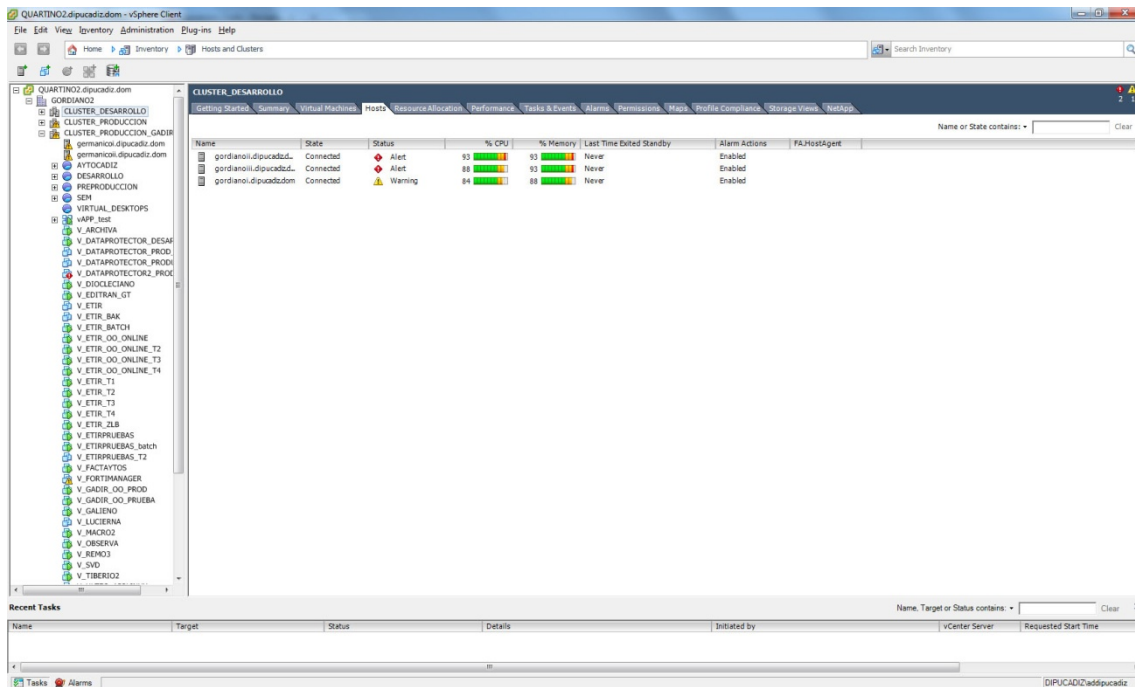 QUARTINO2.dipucadiz.dom - vSphere Client
File Edit View Inventory Administration Plug-ins Help
Home Inventory Hosts and Clusters
Search Inventory
QUARTINO2.dipucadiz.dom
GORDIANO2
CLUSTER_DESARROLLO
CLUSTER_PRODUCCION
CLUSTER_PRODUCCION_GADIR
germanicoi.dipucadiz.dom
germanicoii.dipucadiz.dom
AYTOCADIZ
DESARROLLO
PREPRODUCCION
SEM
VIRTUAL_DESKTOPS
vAPP_test
V_ARCHIVA
V_DATAPROTECTOR_DESAF
V_DATAPROTECTOR_PROD_
V_DATAPROTECTOR_PRODI
V_DATAPROTECTOR2_PROD
V_DIOCLECIANO
V_EDITRAN_GT
V_ETIR
V_ETIR_BAK
V_ETIR_BATCH
V_ETIR_OO_ONLINE
V_ETIR_OO_ONLINE_T2
V_ETIR_OO_ONLINE_T3
V_ETIR_OO_ONLINE_T4
V_ETIR_T1
V_ETIR_T2
V_ETIR_T3
V_ETIR_T4
V_ETIR_ZLB
V_ETIRPRUEBAS
V_ETIRPRUEBAS_batch
V_ETIRPRUEBAS_T2
V_FACTAYTOS
V_FORTIMANAGER
V_GADIR_OO_PROD
V_GADIR_OO_PRUEBA
V_GALIENO
V_LUCIERNA
V_MACRO2
V_OBSERVA
V_REMO3
V_SVD
V_TIBERIO2
CLUSTER_DESARROLLO
2 1
Getting Started Summary Virtual Machines Hosts Resource Allocation Performance Tasks & Events Alarms Permissions Maps Profile Compliance Storage Views NetApp
Name or State contains: Clear
Name State Status % CPU % Memory Last Time Exited Standby Alarm Actions FA.HostAgent
gordianoii.dipucadiz.d... Connected Alert 93 93 Never Enabled
gordianoiii.dipucadiz.d... Connected Alert 88 93 Never Enabled
gordianoi.dipucadiz.dom Connected Warning 84 88 Never Enabled
Recent Tasks
Name, Target or Status contains: Clear
Name Target Status Details Initiated by vCenter Server Requested Start Time
Tasks Alarms
DIPUCADIZ\addipucadiz